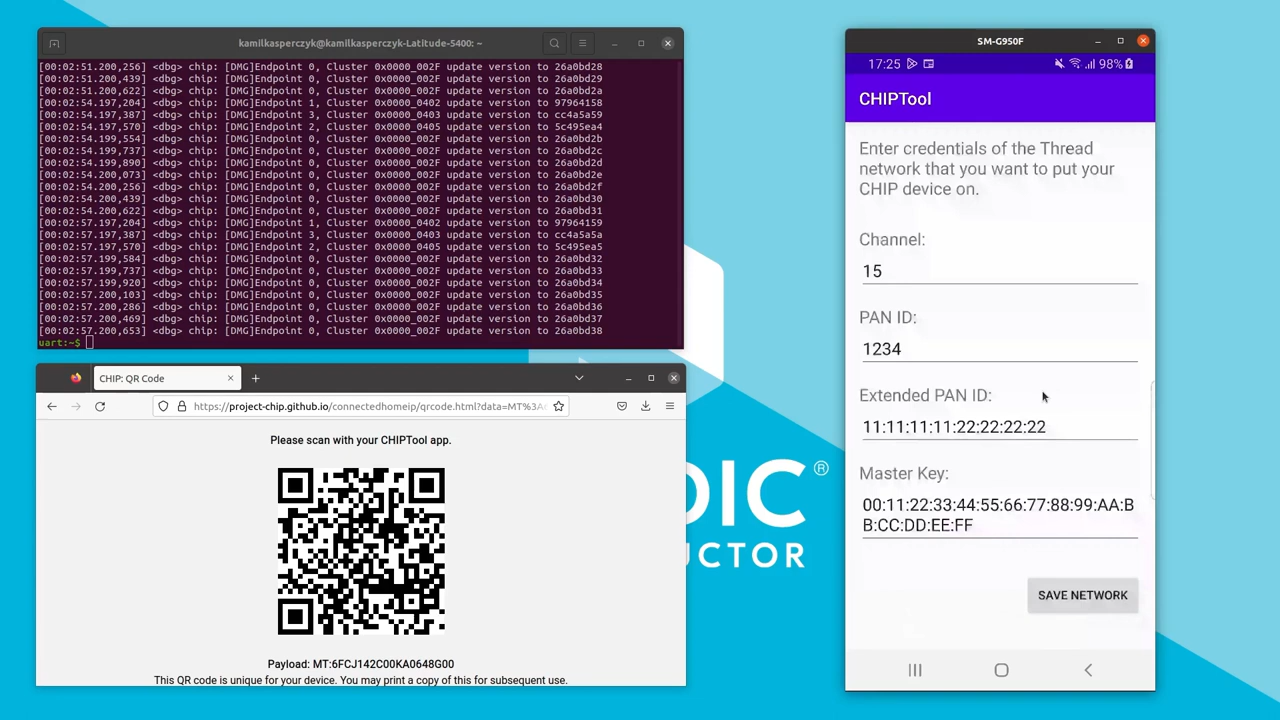 kamilkasperczyk@kamilkasperczyk-Latitude-5400: ~
[00:02:51.200,256] <dbg> chip: [DMG]Endpoint 0, Cluster 0x0000_002F update version to 26a0bd28
[00:02:51.200,439] <dbg> chip: [DMG]Endpoint 0, Cluster 0x0000_002F update version to 26a0bd29
[00:02:51.200,622] <dbg> chip: [DMG]Endpoint 0, Cluster 0x0000_002F update version to 26a0bd2a
[00:02:54.197,204] <dbg> chip: [DMG]Endpoint 1, Cluster 0x0000_0402 update version to 97964158
[00:02:54.197,387] <dbg> chip: [DMG]Endpoint 3, Cluster 0x0000_0403 update version to cc4a5a59
[00:02:54.197,570] <dbg> chip: [DMG]Endpoint 2, Cluster 0x0000_0405 update version to 5c495ea4
[00:02:54.199,554] <dbg> chip: [DMG]Endpoint 0, Cluster 0x0000_002F update version to 26a0bd2b
[00:02:54.199,737] <dbg> chip: [DMG]Endpoint 0, Cluster 0x0000_002F update version to 26a0bd2c
[00:02:54.199,890] <dbg> chip: [DMG]Endpoint 0, Cluster 0x0000_002F update version to 26a0bd2d
[00:02:54.200,073] <dbg> chip: [DMG]Endpoint 0, Cluster 0x0000_002F update version to 26a0bd2e
[00:02:54.200,256] <dbg> chip: [DMG]Endpoint 0, Cluster 0x0000_002F update version to 26a0bd2f
[00:02:54.200,439] <dbg> chip: [DMG]Endpoint 0, Cluster 0x0000_002F update version to 26a0bd30
[00:02:54.200,622] <dbg> chip: [DMG]Endpoint 0, Cluster 0x0000_002F update version to 26a0bd31
[00:02:57.197,204] <dbg> chip: [DMG]Endpoint 1, Cluster 0x0000_0402 update version to 97964159
[00:02:57.197,387] <dbg> chip: [DMG]Endpoint 3, Cluster 0x0000_0403 update version to cc4a5a5a
[00:02:57.197,570] <dbg> chip: [DMG]Endpoint 2, Cluster 0x0000_0405 update version to 5c495ea5
[00:02:57.199,584] <dbg> chip: [DMG]Endpoint 0, Cluster 0x0000_002F update version to 26a0bd32
[00:02:57.199,737] <dbg> chip: [DMG]Endpoint 0, Cluster 0x0000_002F update version to 26a0bd33
[00:02:57.199,920] <dbg> chip: [DMG]Endpoint 0, Cluster 0x0000_002F update version to 26a0bd34
[00:02:57.200,103] <dbg> chip: [DMG]Endpoint 0, Cluster 0x0000_002F update version to 26a0bd35
[00:02:57.200,286] <dbg> chip: [DMG]Endpoint 0, Cluster 0x0000_002F update version to 26a0bd36
[00:02:57.200,469] <dbg> chip: [DMG]Endpoint 0, Cluster 0x0000_002F update version to 26a0bd37
[00:02:57.200,653] <dbg> chip: [DMG]Endpoint 0, Cluster 0x0000_002F update version to 26a0bd38
uart:~$
CHIP: QR Code
https://project-chip.github.io/connectedhomeip/qrcode.html?data=MT%3A
Please scan with your CHIPTool app.
Payload: MT:6FCJ142C00KA0648G00
This QR code is unique for your device. You may print a copy of this for subsequent use.
DIC®
UCTOR
SM-G950F
17:25 98%
CHIPTool
Enter credentials of the Thread
network that you want to put your
CHIP device on.
Channel:
15
PAN ID:
1234
Extended PAN ID:
11:11:11:11:22:22:22:22
Master Key:
00:11:22:33:44:55:66:77:88:99:AA:B
B:CC:DD:EE:FF
SAVE NETWORK